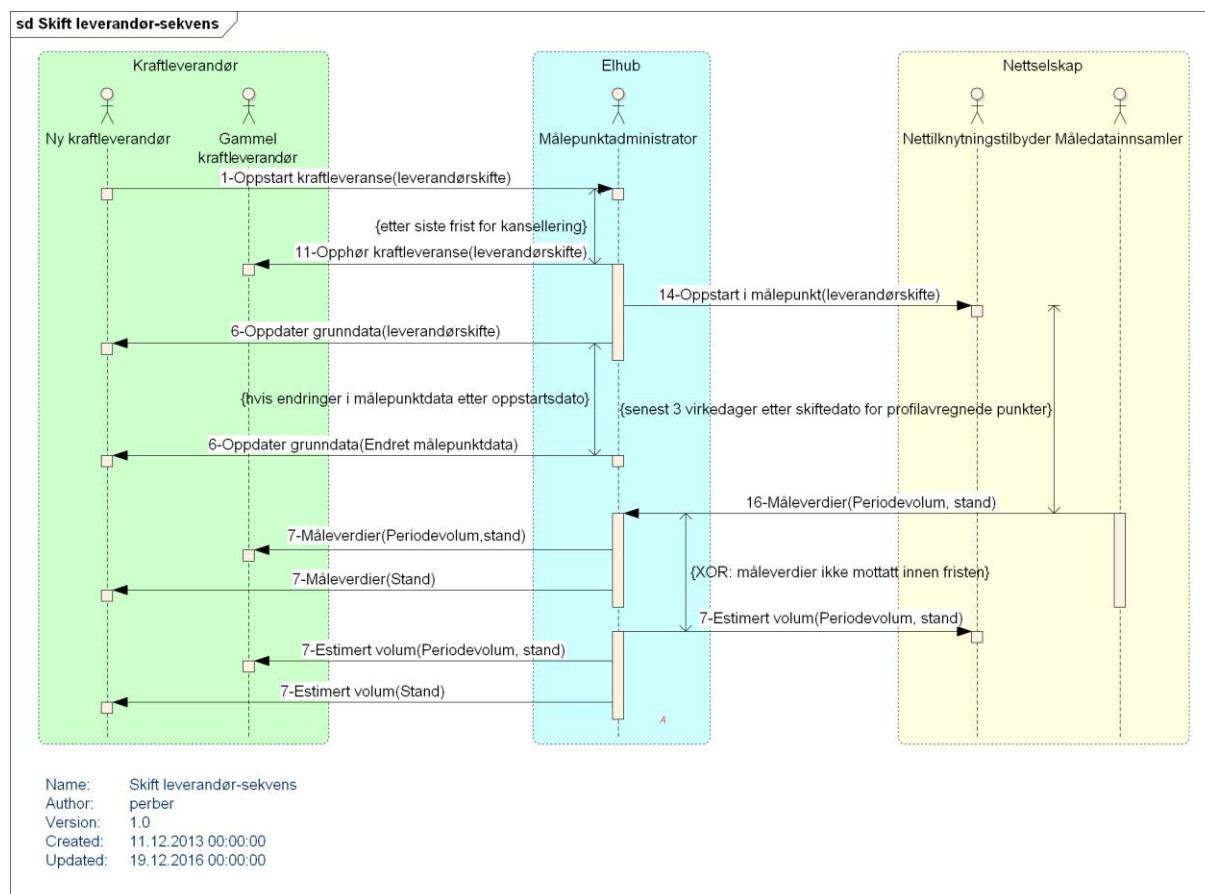 sd Skift leverandør-sekvens
Kraftleverandør
Elhub
Nettselskap
Ny kraftleverandør
Gammel
kraftleverandør
Målepunktadministrator
Nettilknytningstilbyder
Måledatainnsamler
1-Oppstart kraftleveranse(leverandørskifte)
{etter siste frist for kansellering}
11-Opphør kraftleveranse(leverandørskifte)
14-Oppstart i målepunkt(leverandørskifte)
6-Oppdater grunndata(leverandørskifte)
{hvis endringer i målepunktdata etter oppstartsdato}
{senest 3 virkedager etter skiftedato for profilavregnede punkter}
6-Oppdater grunndata(Endret målepunktdata)
16-Måleverdier(Periodevolum, stand)
7-Måleverdier(Periodevolum,stand)
{XOR: måleverdier ikke mottatt innen fristen}
7-Måleverdier(Stand)
7-Estimert volum(Periodevolum, stand)
7-Estimert volum(Periodevolum, stand)
7-Estimert volum(Stand)
A
Name: Skift leverandør-sekvens
Author: perber
Version: 1.0
Created: 11.12.2013 00:00:00
Updated: 19.12.2016 00:00:00